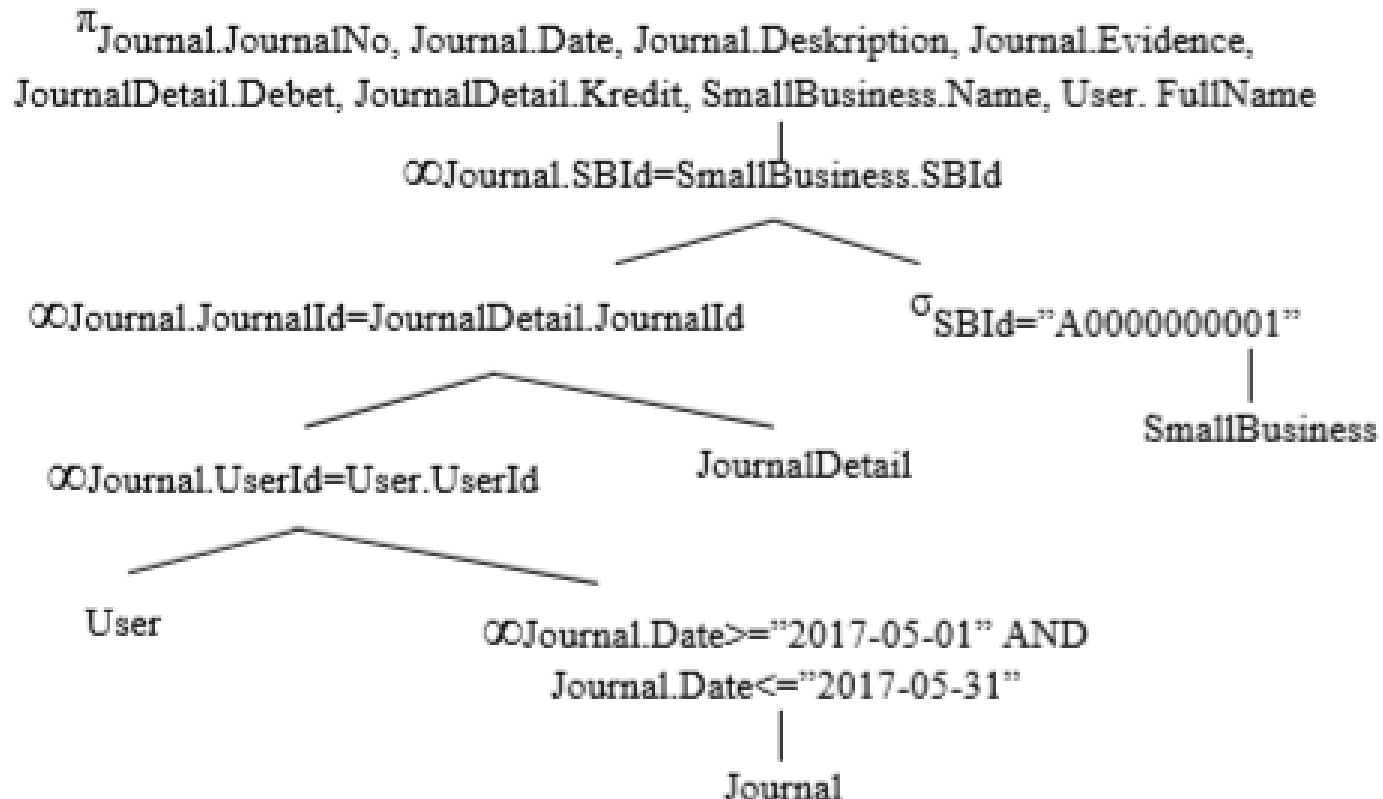 πJournal.JournalNo, Journal.Date, Journal.Deskription, Journal.Evidence,
JournalDetail.Debet, JournalDetail.Kredit, SmallBusiness.Name, User. FullName
∞Journal.SBId=SmallBusiness.SBId
∞Journal.JournalId=JournalDetail.JournalId
σSBId=”A0000000001”
SmallBusiness
∞Journal.UserId=User.UserId
JournalDetail
User
∞Journal.Date>=”2017-05-01” AND
Journal.Date<=”2017-05-31”
Journal